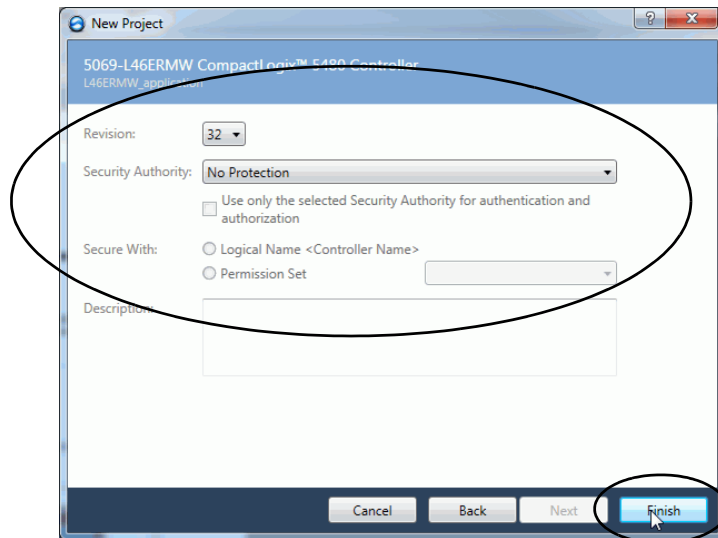 New Project
5069-L46ERMW CompactLogix™ 5480 Controller
L46ERMW_application
Revision: 32
Security Authority: No Protection
Use only the selected Security Authority for authentication and
authorization
Secure With: Logical Name <Controller Name>
Permission Set
Description:
Cancel Back Next Finish